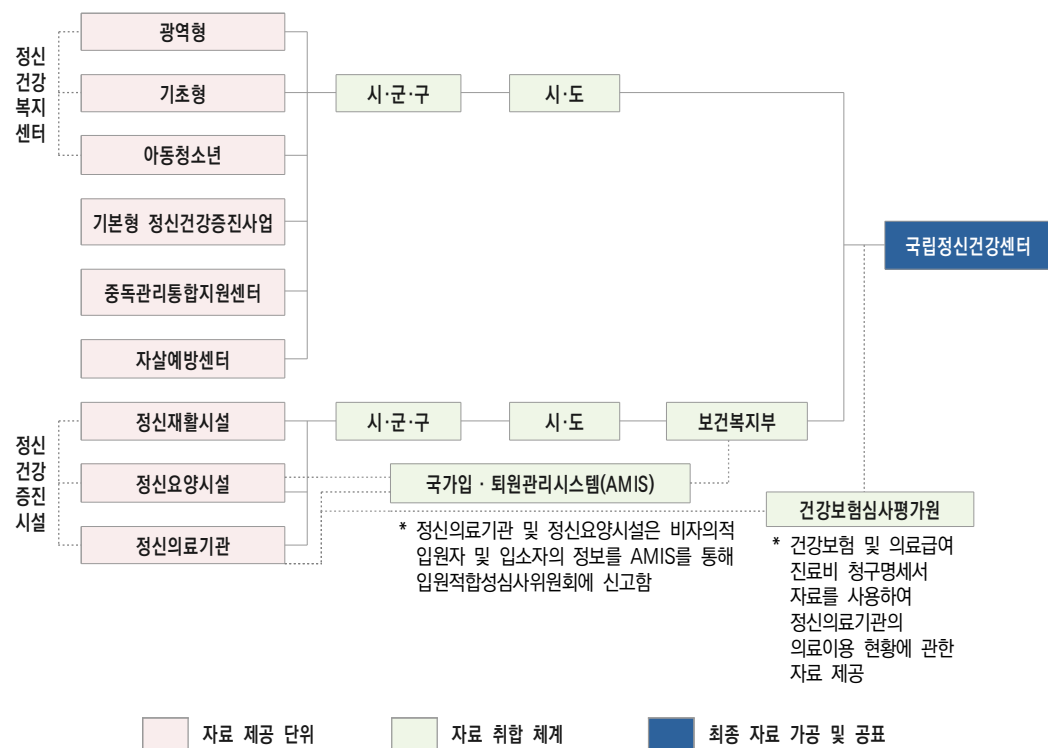 정신
건강
복지
센터
광역형
기초형
시·군·구
시·도
아동청소년
기본형 정신건강증진사업
국립정신건강센터
중독관리통합지원센터
자살예방센터
정신
건강
증진
시설
정신재활시설
시·군·구
시·도
보건복지부
정신요양시설
국가입·퇴원관리시스템(AMIS)
정신의료기관
건강보험심사평가원
* 정신의료기관 및 정신요양시설은 비자의적
입원자 및 입소자의 정보를 AMIS를 통해
입원적합성심사위원회에 신고함
* 건강보험 및 의료급여
진료비 청구명세서
자료를 사용하여
정신의료기관의
의료이용 현황에 관한
자료 제공
자료 제공 단위
자료 취합 체계
최종 자료 가공 및 공표